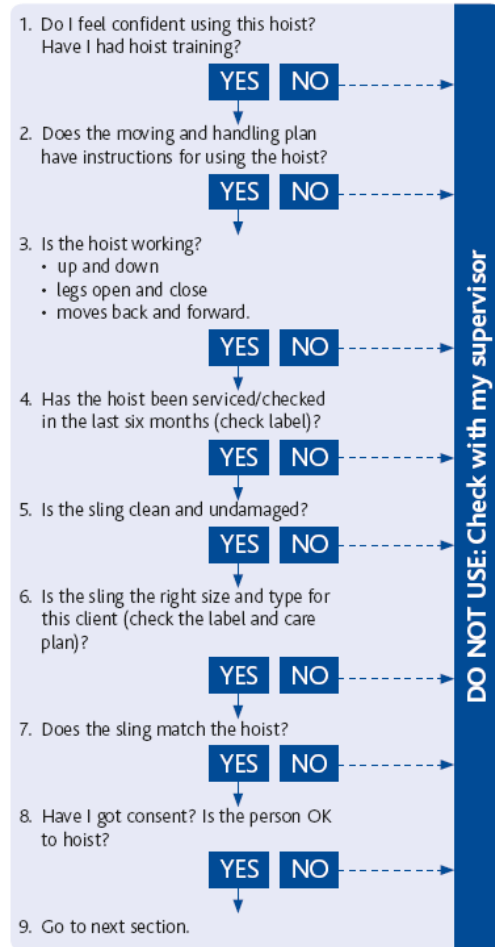 1. Do I feel confident using this hoist?
Have I had hoist training?
YES NO
2. Does the moving and handling plan
have instructions for using the hoist?
YES NO
3. Is the hoist working?
• up and down
• legs open and close
• moves back and forward.
YES NO
4. Has the hoist been serviced/checked
in the last six months (check label)?
YES NO
5. Is the sling clean and undamaged?
YES NO
6. Is the sling the right size and type for
this client (check the label and care
plan)?
YES NO
7. Does the sling match the hoist?
YES NO
8. Have I got consent? Is the person OK
to hoist?
YES NO
9. Go to next section.
DO NOT USE: Check with my supervisor